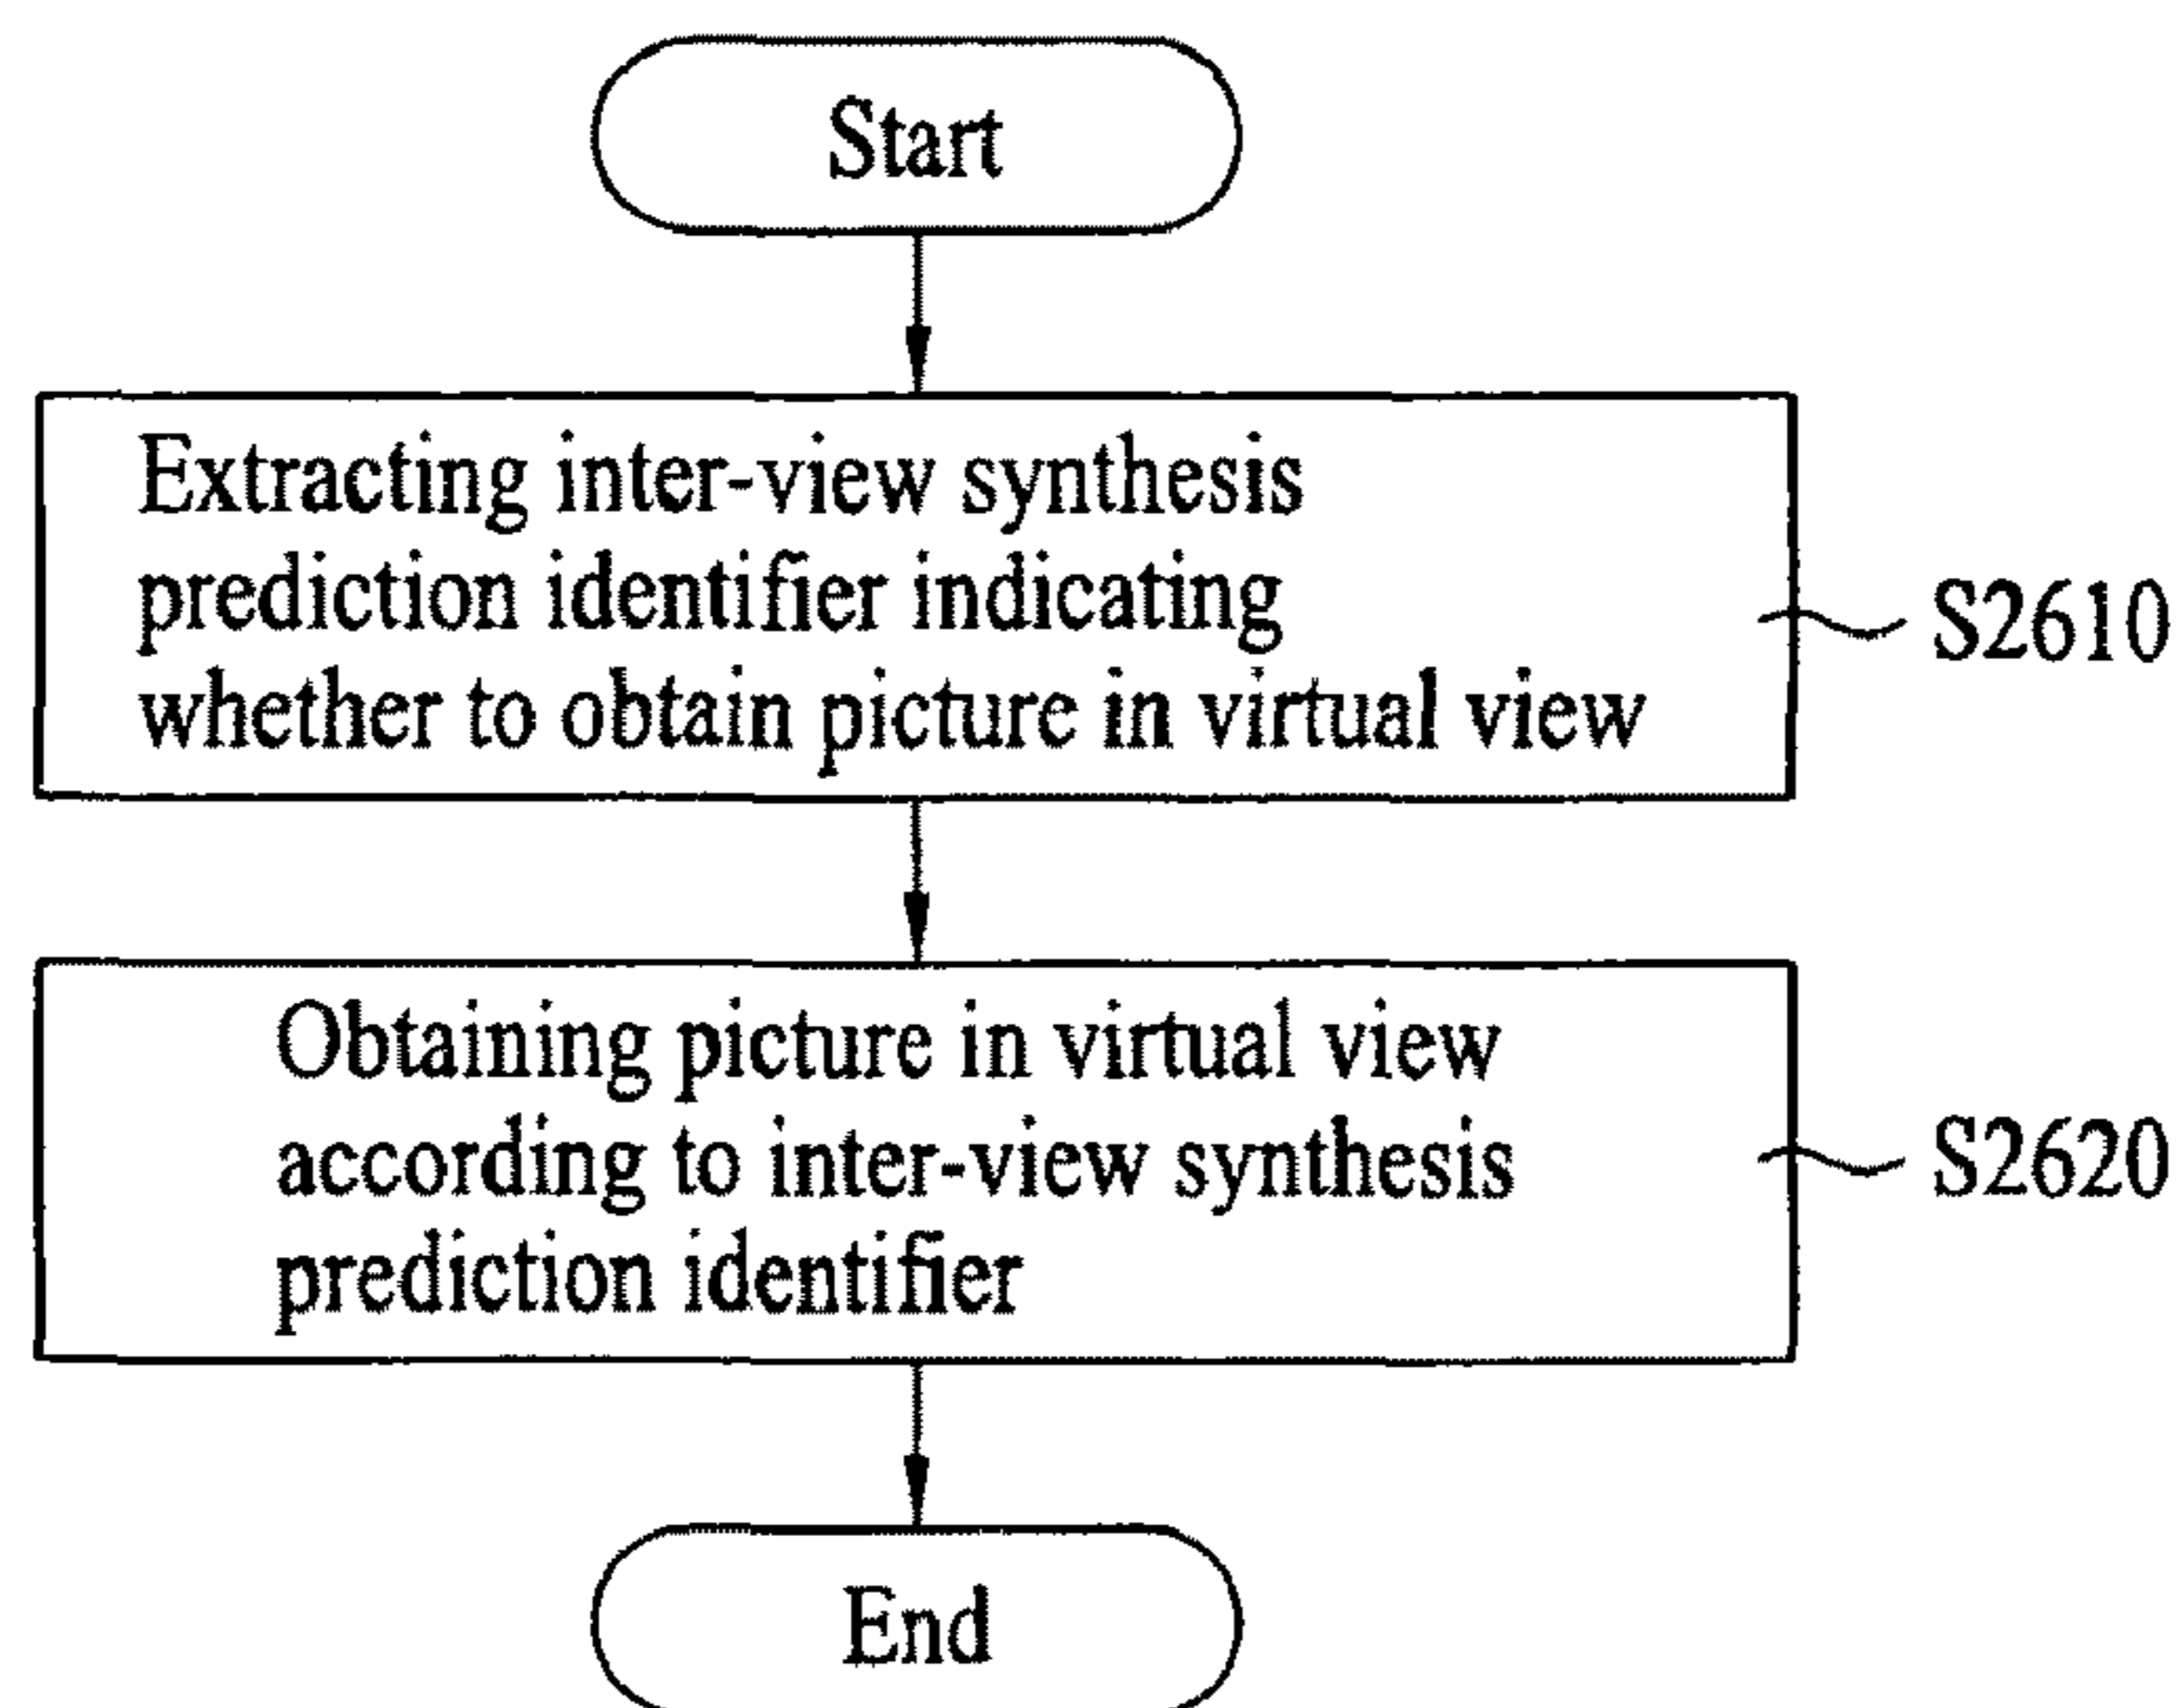 Start
Extracting inter-view synthesis
prediction identifier indicating
whether to obtain picture in virtual view
S2610
Obtaining picture in virtual view
according to inter-view synthesis
prediction identifier
S2620
End